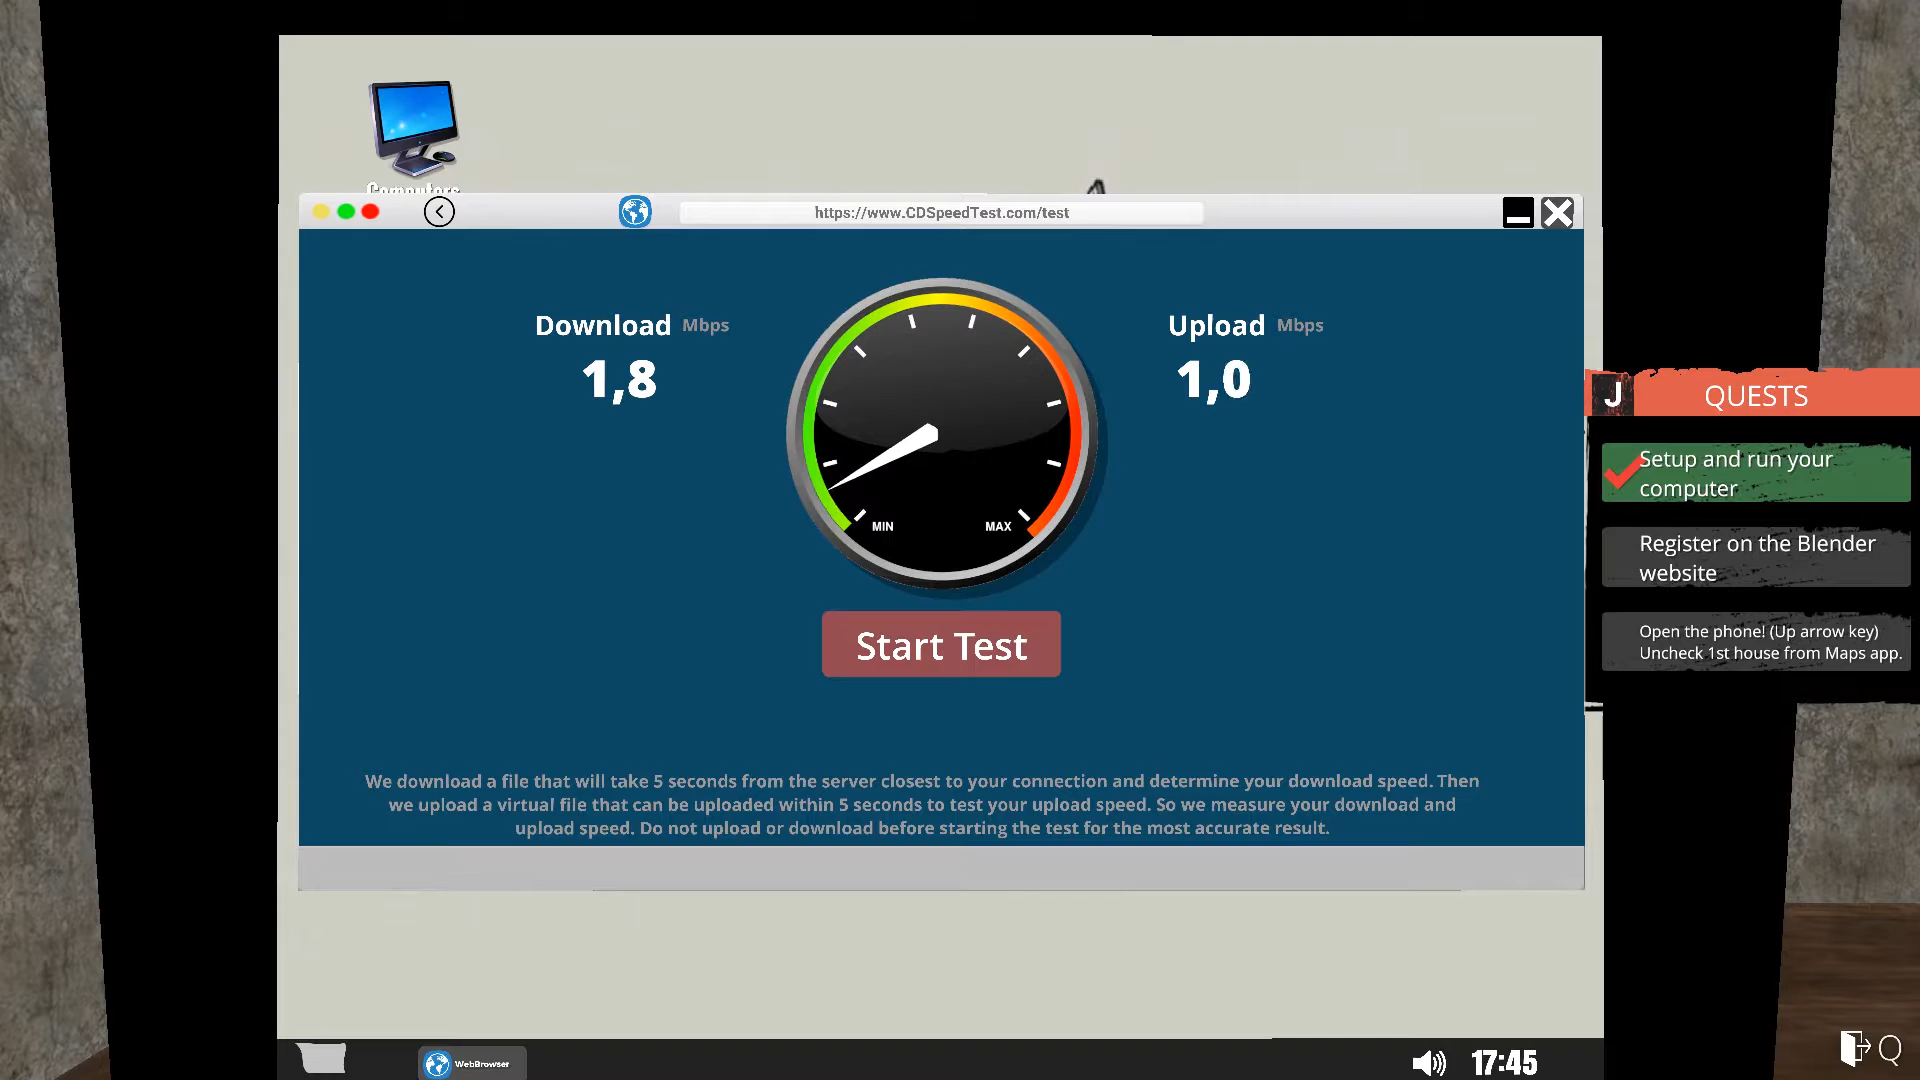 Computers
https://www.CDSpeedTest.com/test
Download Mbps
1,8
Upload Mbps
1,0
MIN
MAX
Start Test
We download a file that will take 5 seconds from the server closest to your connection and determine your download speed. Then
we upload a virtual file that can be uploaded within 5 seconds to test your upload speed. So we measure your download and
upload speed. Do not upload or download before starting the test for the most accurate result.
J QUESTS
Setup and run your
computer
Register on the Blender
website
Open the phone! (Up arrow key)
Uncheck 1st house from Maps app.
WebBrowser
17:45
Q